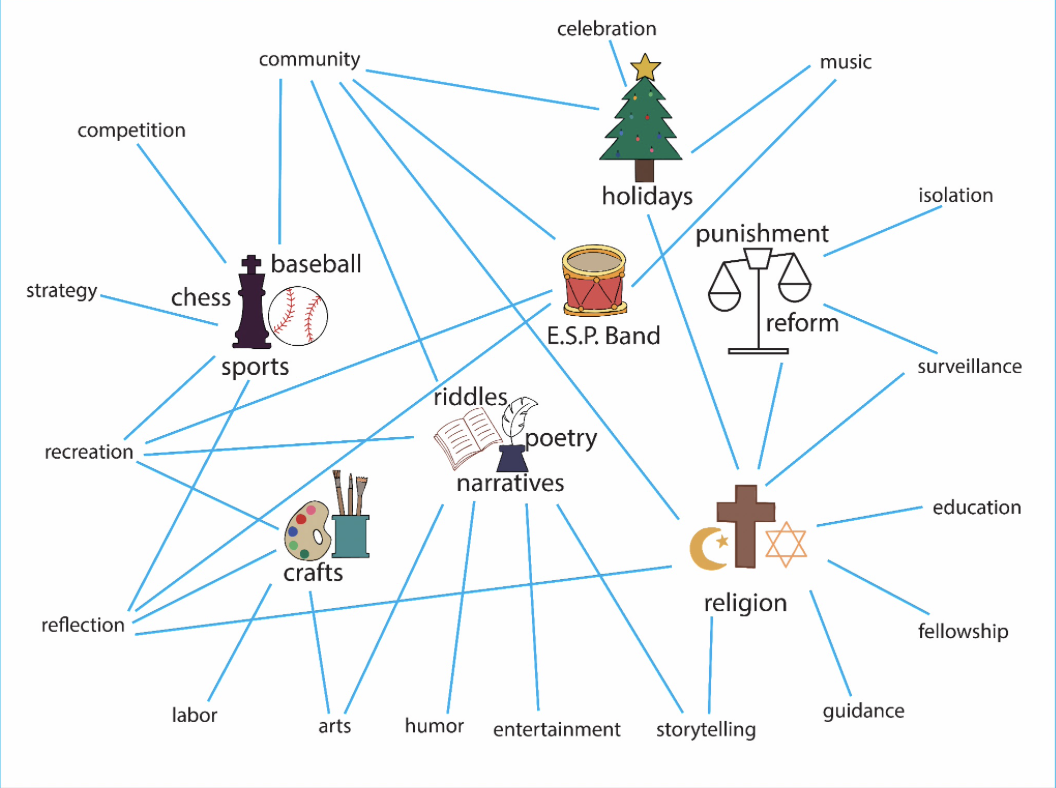 celebration
community
music
competition
holidays
isolation
punishment
baseball
strategy
chess
reform
E.S.P. Band
sports
surveillance
riddles
poetry
recreation
narratives
education
crafts
religion
reflection
fellowship
labor
arts
humor
entertainment
storytelling
guidance